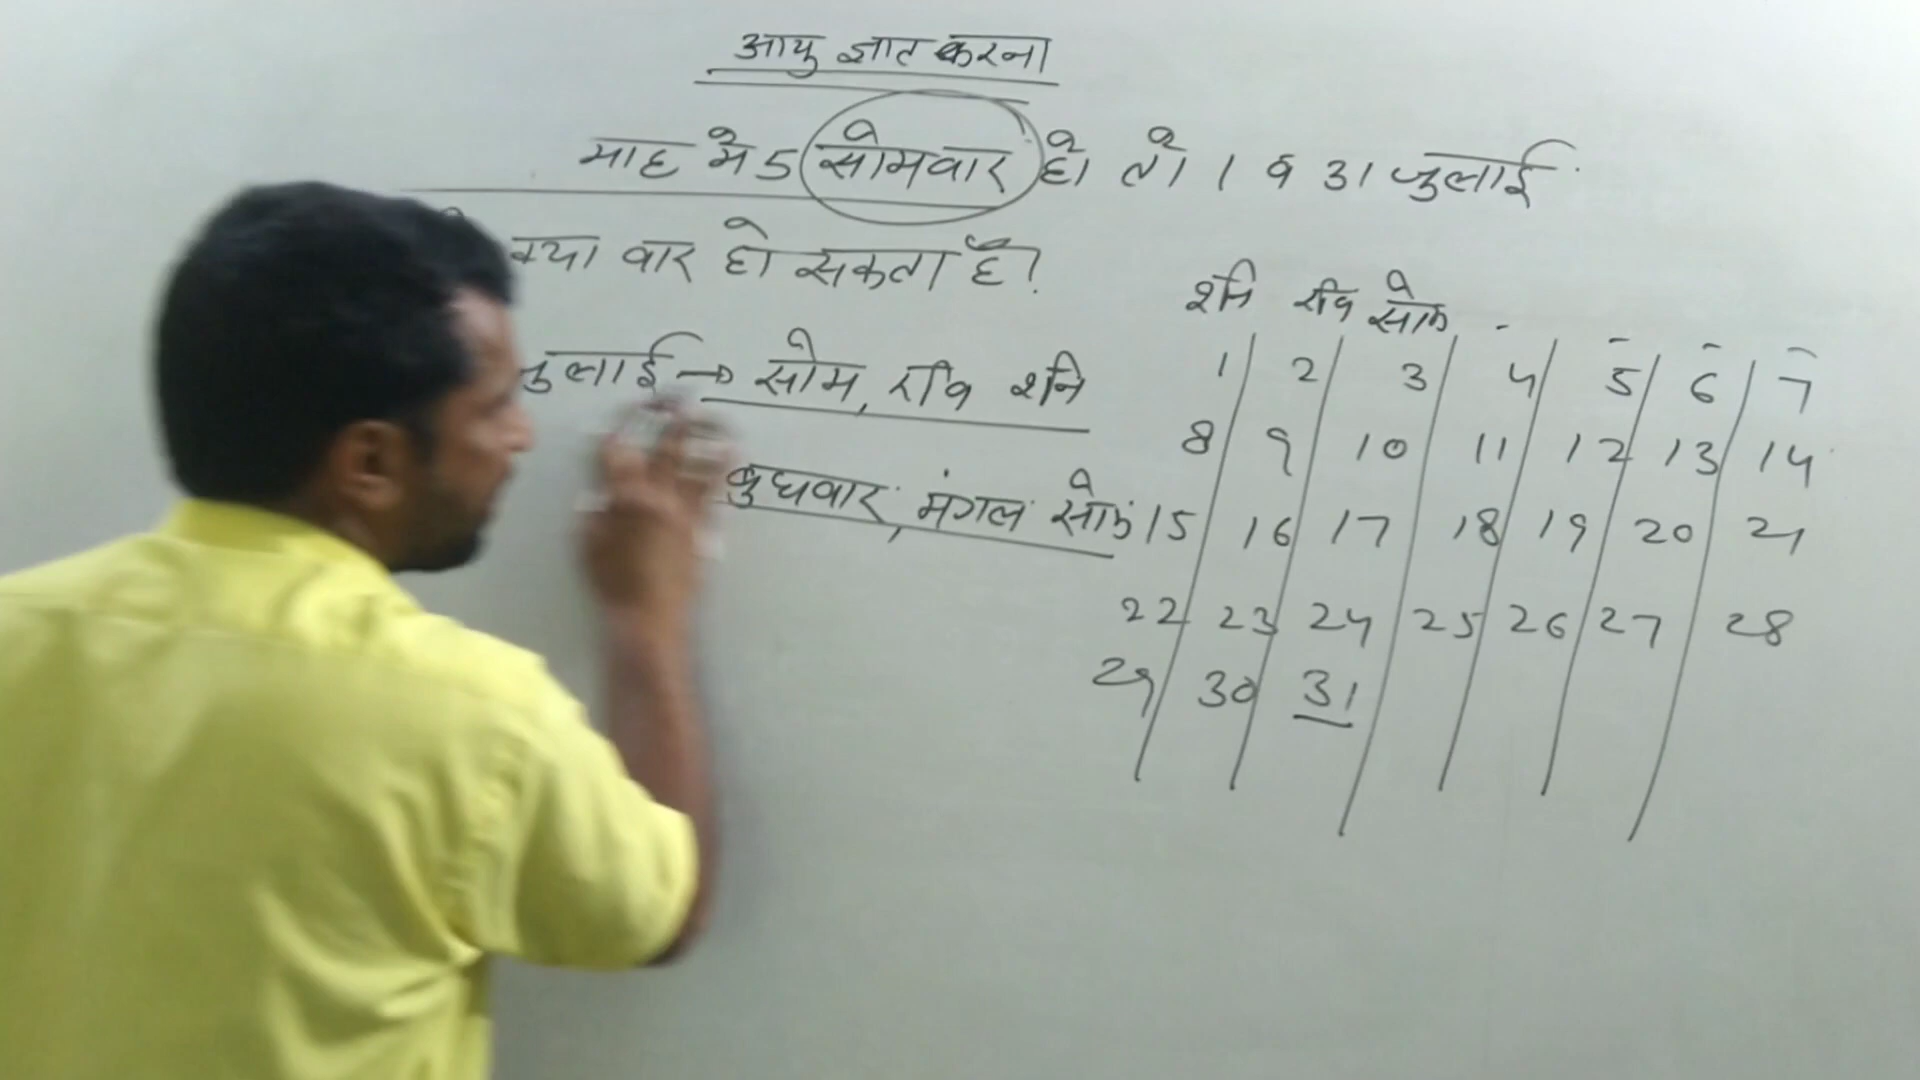 आयु ज्ञात करना
माह मे 5 सोमवार हो तो 1 व 31 जुलाई
क्या वार हो सकता है?
जुलाई → सोम, रवि शनि
बुधवार, मंगल सोम
शनि रवि सोम - - - -
1 2 3 4 5 6 7
8 9 10 11 12 13 14
15 16 17 18 19 20 21
22 23 24 25 26 27 28
29 30 31